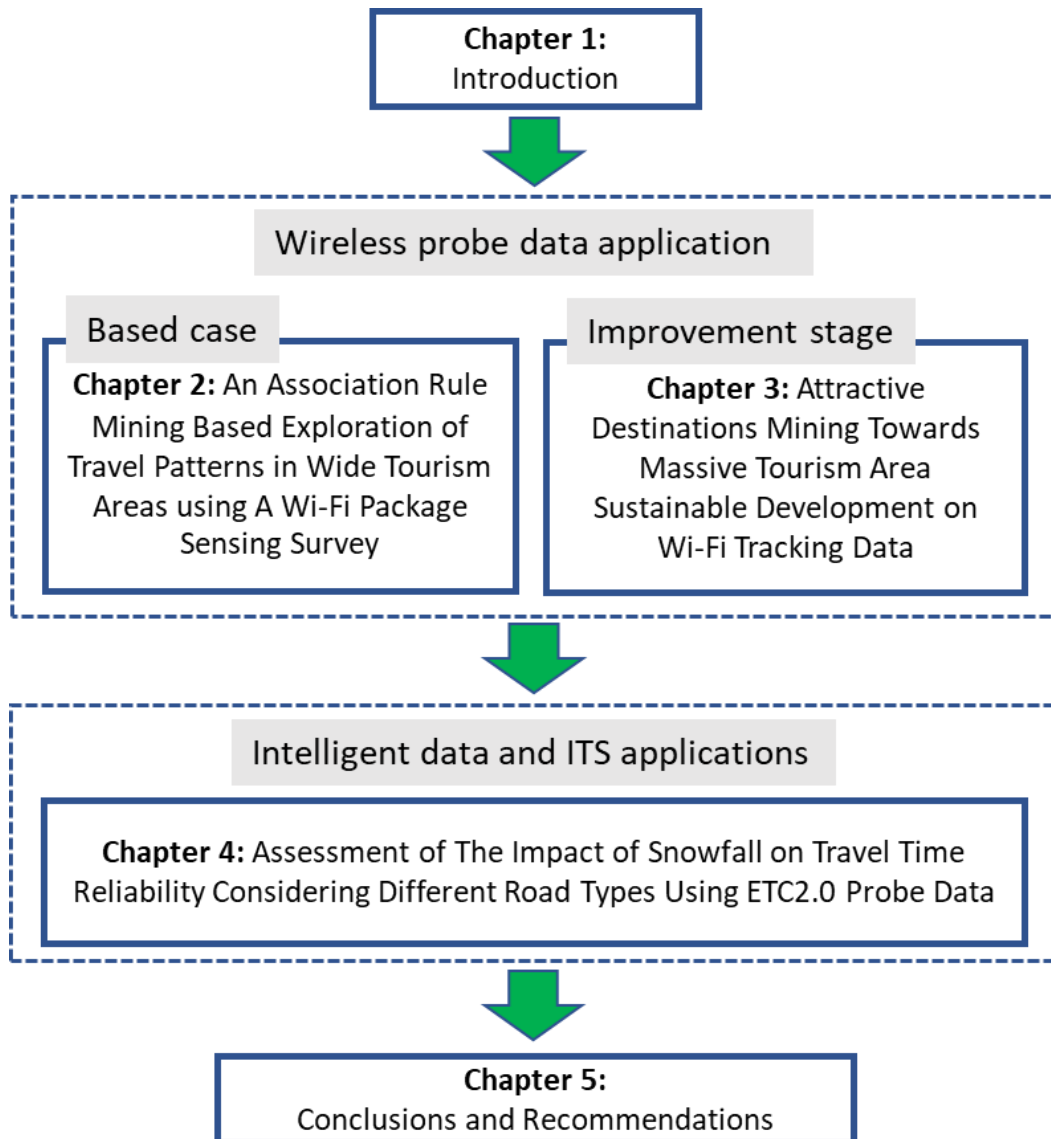 Chapter 1:
Introduction
Wireless probe data application
Based case
Chapter 2: An Association Rule
Mining Based Exploration of
Travel Patterns in Wide Tourism
Areas using A Wi-Fi Package
Sensing Survey
Improvement stage
Chapter 3: Attractive
Destinations Mining Towards
Massive Tourism Area
Sustainable Development on
Wi-Fi Tracking Data
Intelligent data and ITS applications
Chapter 4: Assessment of The Impact of Snowfall on Travel Time
Reliability Considering Different Road Types Using ETC2.0 Probe Data
Chapter 5:
Conclusions and Recommendations